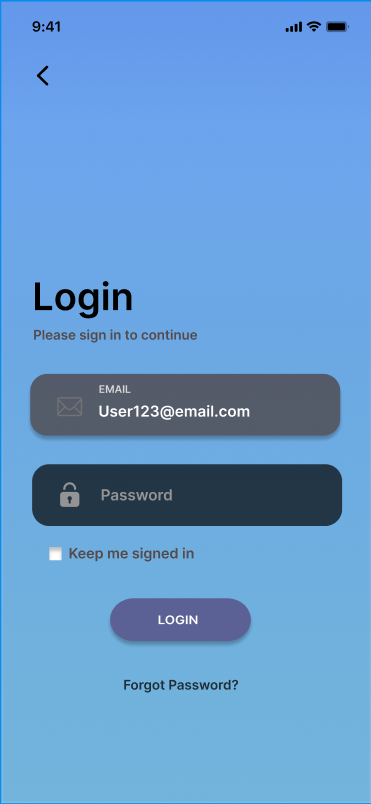 9:41
Login
Please sign in to continue
EMAIL
User123@email.com
Password
Keep me signed in
LOGIN
Forgot Password?